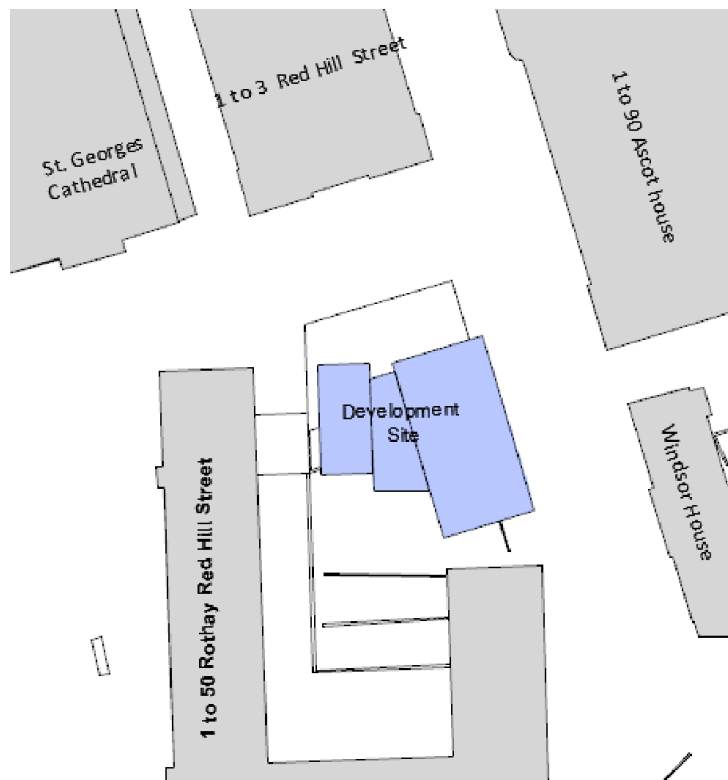 1 to 3 Red Hill Street
St. Georges
Cathedral
1 to 90 Ascot house
Development
Site
Windsor House
1 to 50 Rothay Red Hill Street